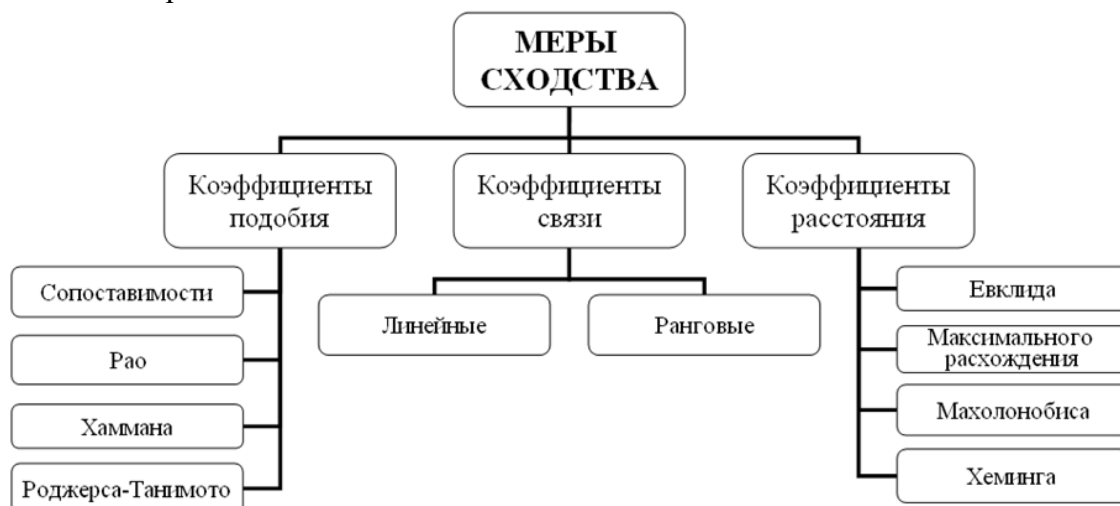 МЕРЫ
СХОДСТВА
Коэффициенты
подобия
Коэффициенты
связи
Коэффициенты
расстояния
Сопоставимости
Рао
Хаммана
Роджерса-Танимото
Линейные
Ранговые
Евклида
Максимального
расхождения
Махолонобиса
Хеминга